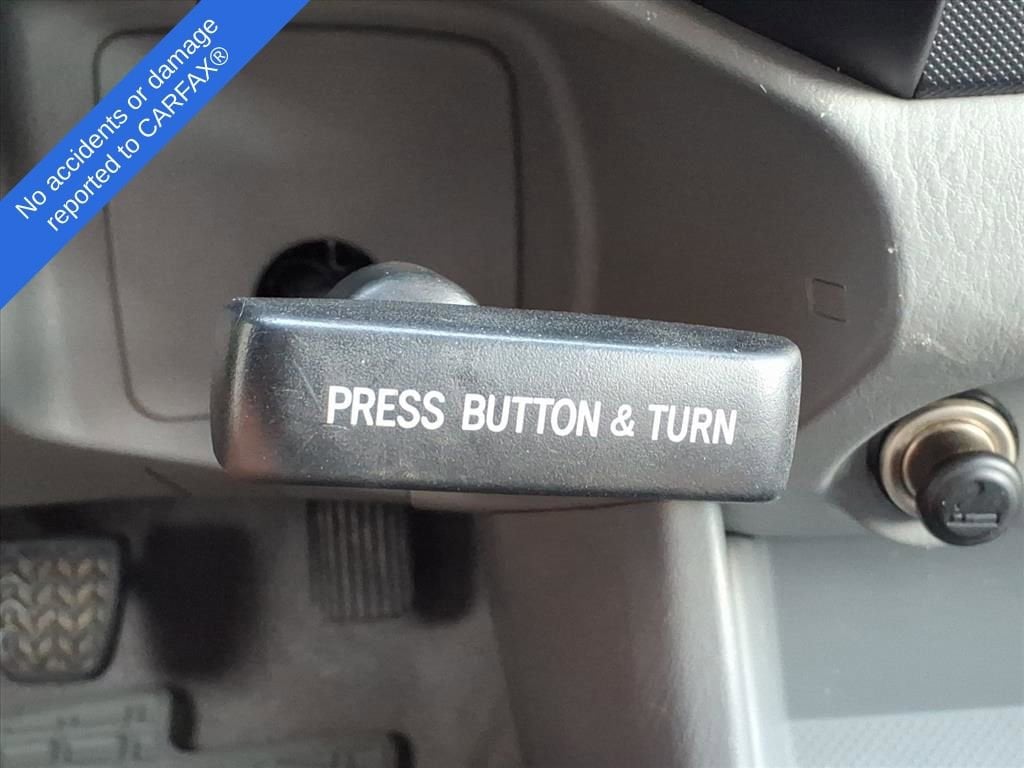 No accidents or damage
reported to CARFAX®
PRESS BUTTON & TURN